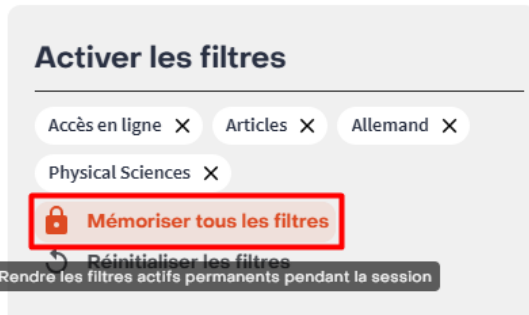 Activer les filtres
Accès en ligne X Articles X Allemand X
Physical Sciences X
Mémoriser tous les filtres
Réinitialiser les filtres
Rendre les filtres actifs permanents pendant la session